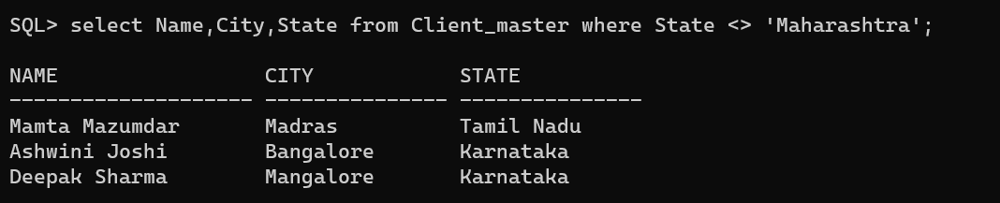 SQL> select Name,City,State from Client_master where State <> 'Maharashtra';
NAME                 CITY            STATE
-------------------- --------------- ---------------
Mamta Mazumdar       Madras          Tamil Nadu
Ashwini Joshi        Bangalore       Karnataka
Deepak Sharma        Mangalore       Karnataka